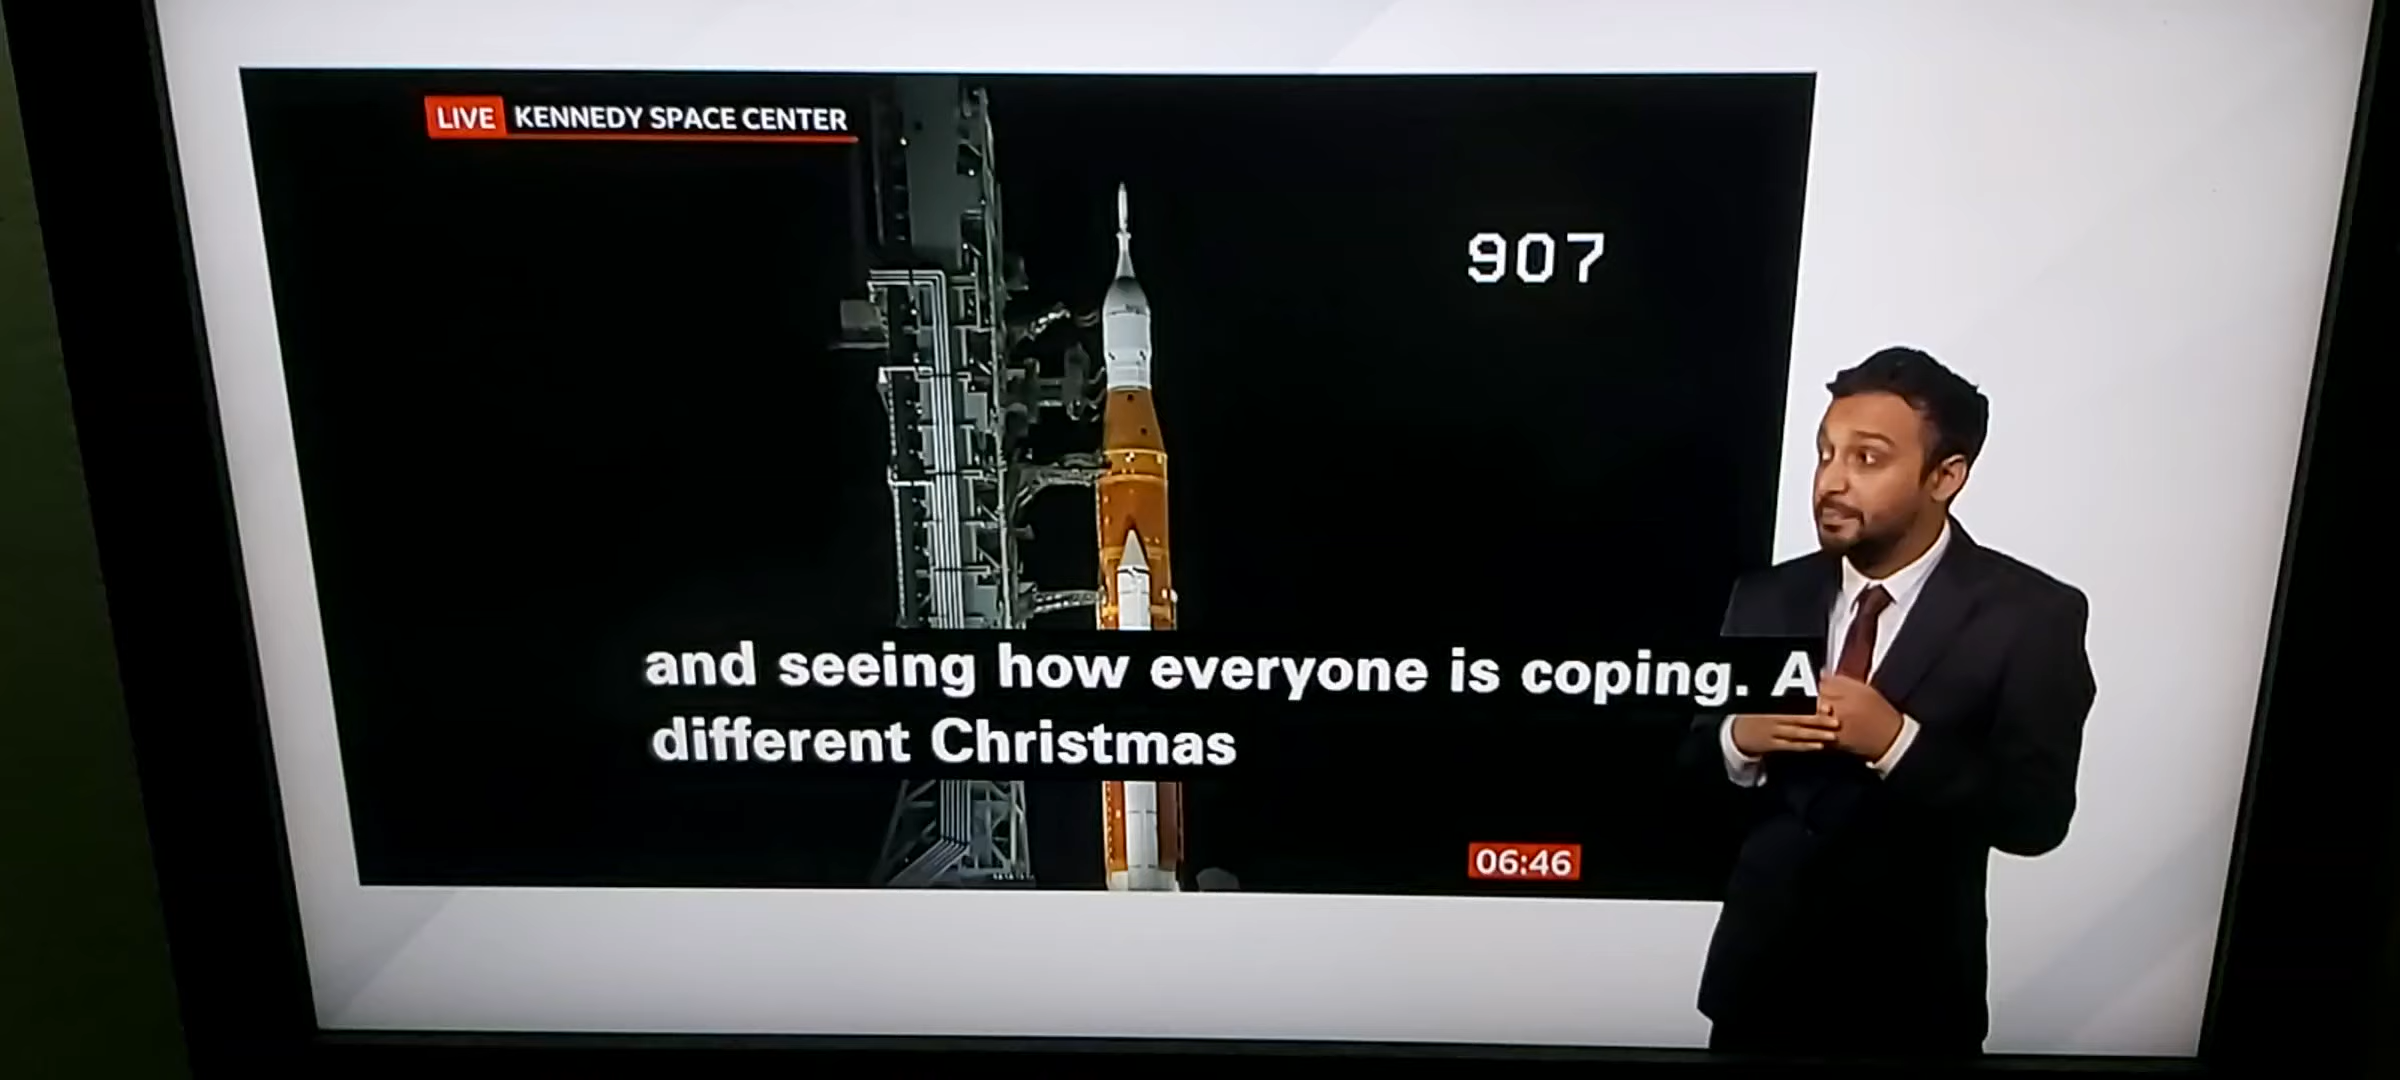 LIVE KENNEDY SPACE CENTER
907
and seeing how everyone is coping. A
different Christmas
06:46